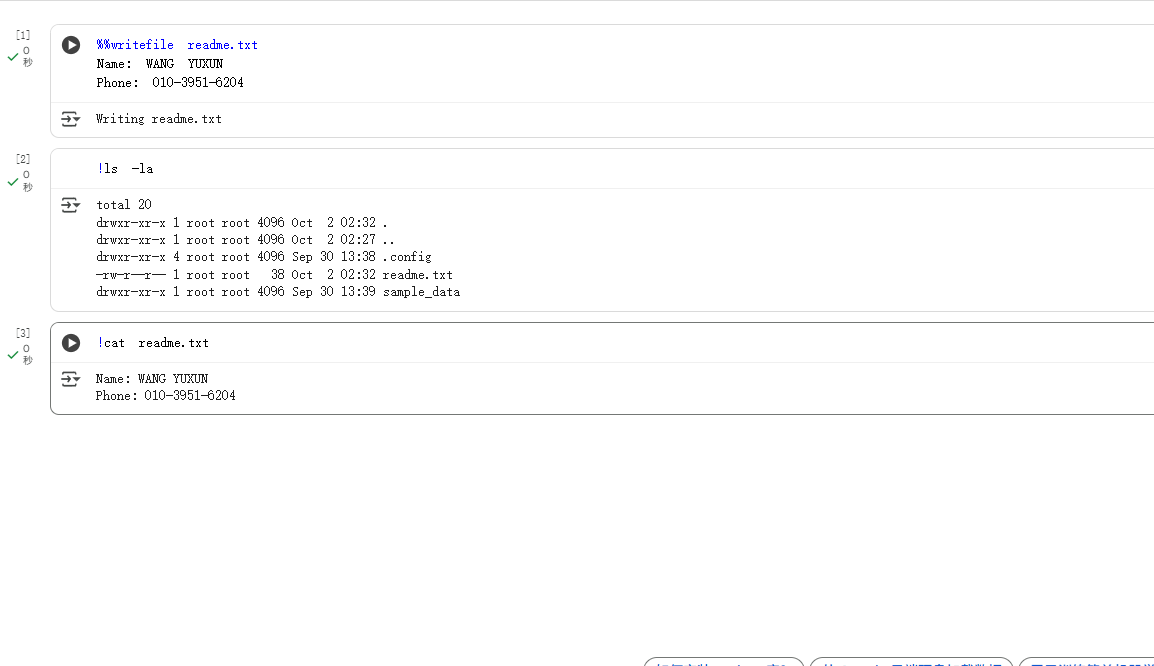 [1]
0
秒
%%writefile readme.txt
Name: WANG YUXUN
Phone: 010-3951-6204
Writing readme.txt
[2]
0
秒
!ls -la
total 20
drwxr-xr-x 1 root root 4096 Oct  2 02:32 .
drwxr-xr-x 1 root root 4096 Oct  2 02:27 ..
drwxr-xr-x 4 root root 4096 Sep 30 13:38 .config
-rw-r--r-- 1 root root   38 Oct  2 02:32 readme.txt
drwxr-xr-x 1 root root 4096 Sep 30 13:39 sample_data
[3]
0
秒
!cat readme.txt
Name: WANG YUXUN
Phone: 010-3951-6204